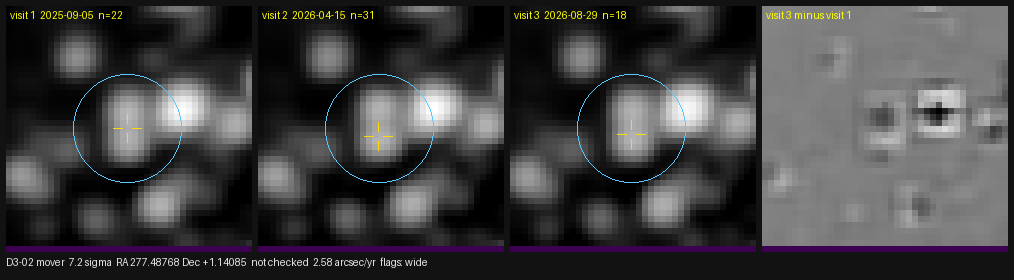 visit 1 2025-09-05 n=22
visit 2 2026-04-15 n=31
visit 3 2026-08-29 n=18
visit 3 minus visit 1
D3-02 mover 7.2 sigma RA 277.48768 Dec +1.14085 not checked 2.58 arcsec/yr flags: wide